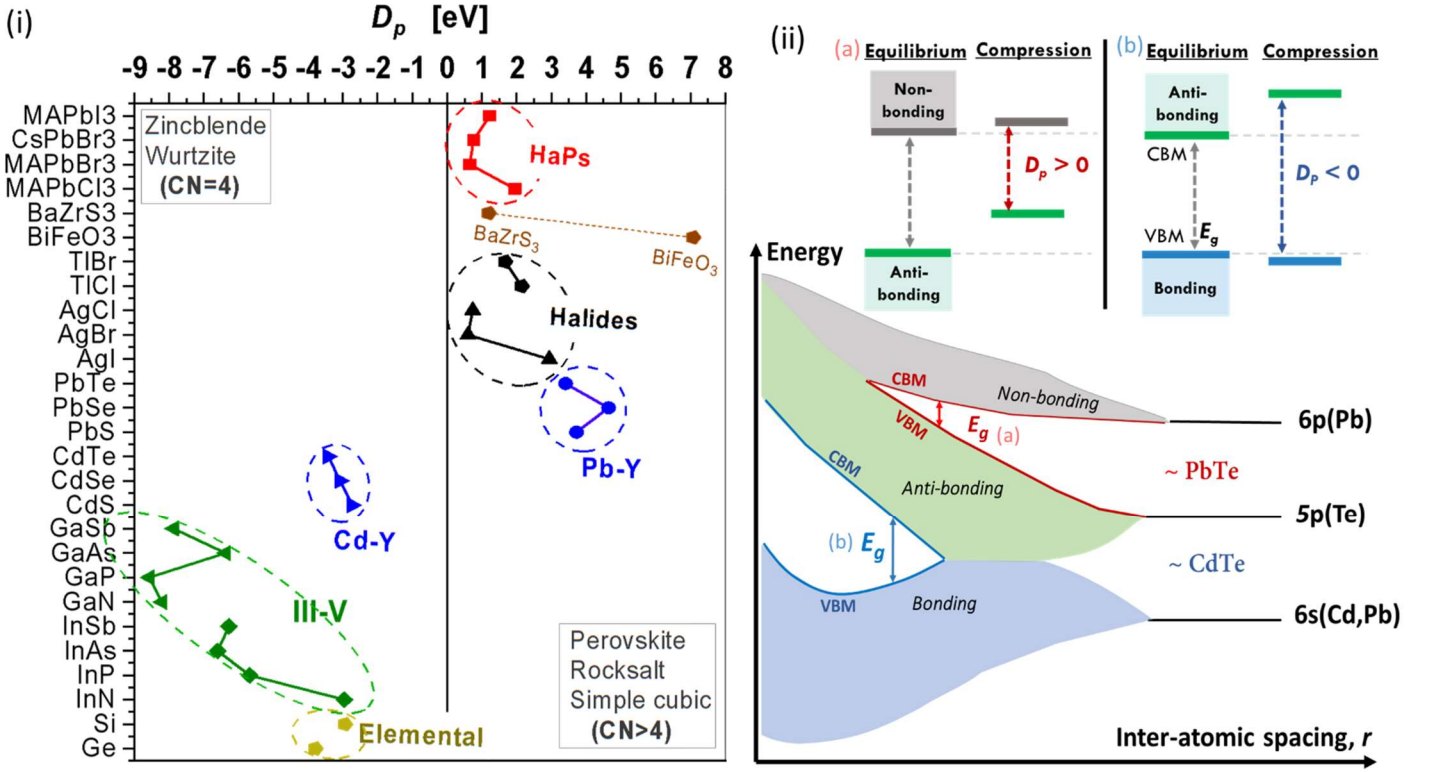 (i)
D_p [eV]
-9 -8 -7 -6 -5 -4 -3 -2 -1 0 1 2 3 4 5 6 7 8
MAPbI3
CsPbBr3
MAPbBr3
MAPbCl3
BaZrS3
BiFeO3
TlBr
TlCl
AgCl
AgBr
AgI
PbTe
PbSe
PbS
CdTe
CdSe
CdS
GaSb
GaAs
GaP
GaN
InSb
InAs
InP
InN
Si
Ge
Zincblende
Wurtzite
(CN=4)
HaPs
BaZrS₃
BiFeO₃
Halides
Pb-Y
Cd-Y
III-V
Elemental
Perovskite
Rocksalt
Simple cubic
(CN>4)
(ii)
(a) Equilibrium Compression
Non-
bonding
D_p > 0
Anti-
bonding
(b) Equilibrium Compression
Anti-
bonding
CBM
D_p < 0
VBM E_g
Bonding
Energy
CBM
Non-bonding
VBM
E_g (a)
6p(Pb)
~ PbTe
CBM
Anti-bonding
5p(Te)
(b) E_g
~ CdTe
VBM
Bonding
6s(Cd,Pb)
Inter-atomic spacing, r